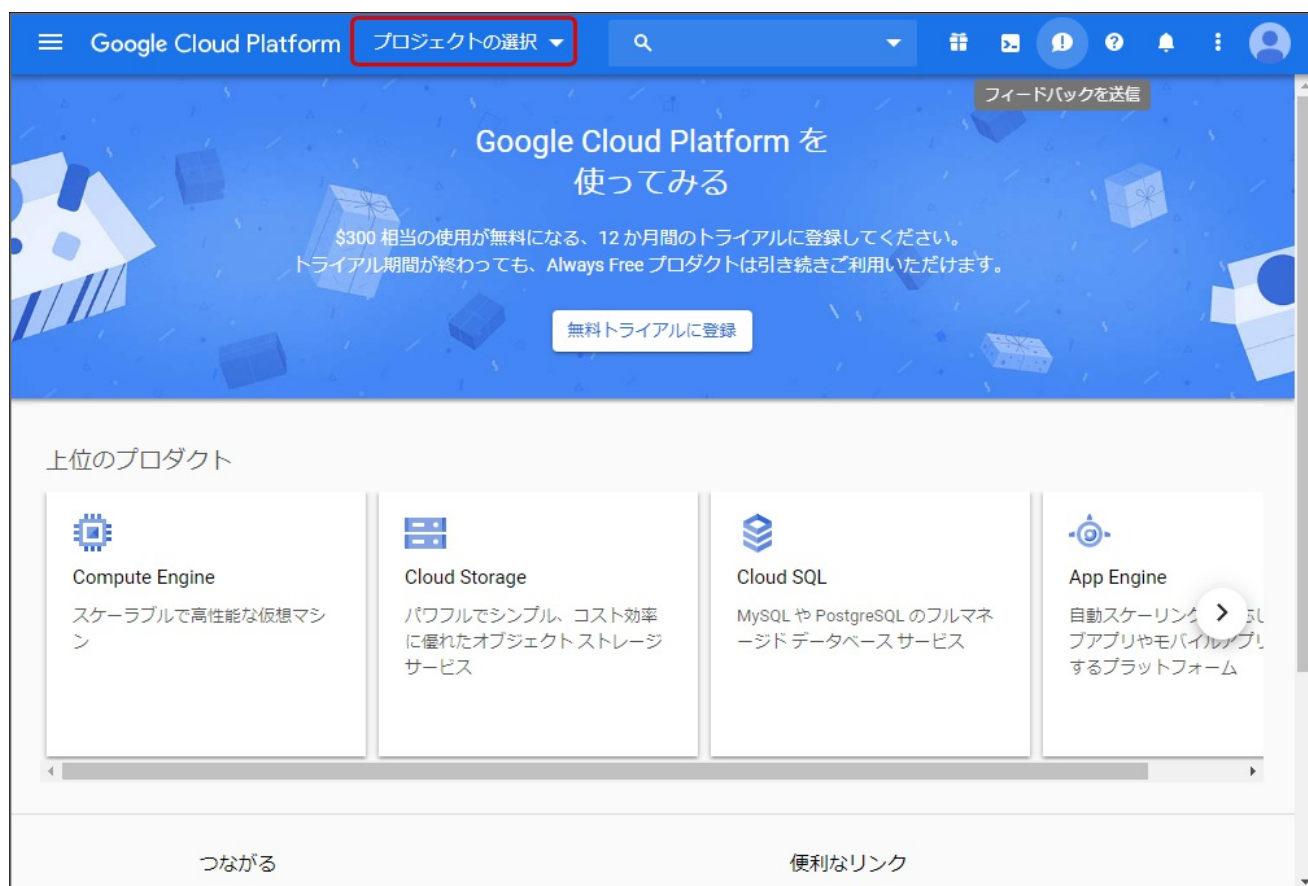 Google Cloud Platform プロジェクトの選択
フィードバックを送信
Google Cloud Platform を
使ってみる
$300 相当の使用が無料になる、12 か月間のトライアルに登録してください。
トライアル期間が終わっても、Always Free プロダクトは引き続きご利用いただけます。
無料トライアルに登録
上位のプロダクト
Compute Engine
スケーラブルで高性能な仮想マシ
ン
Cloud Storage
パワフルでシンプル、コスト効率
に優れたオブジェクト ストレージ
サービス
Cloud SQL
MySQL や PostgreSQL のフルマネ
ージド データベース サービス
App Engine
自動スケーリング
ブアプリやモバイルアプリ
するプラットフォーム
つながる
便利なリンク